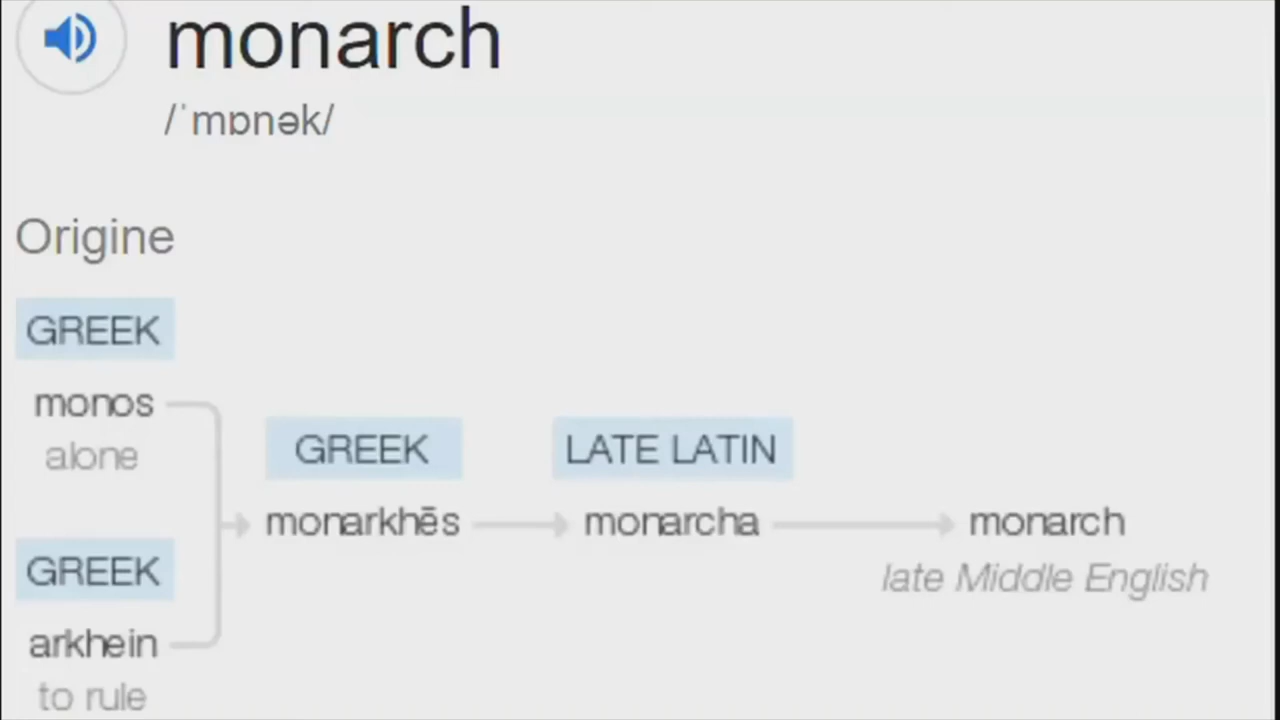 monarch
/ˈmɒnək/
Origine
GREEK
monos
alone
GREEK
arkhein
to rule
GREEK
monarkhēs
LATE LATIN
monarcha
monarch
late Middle English